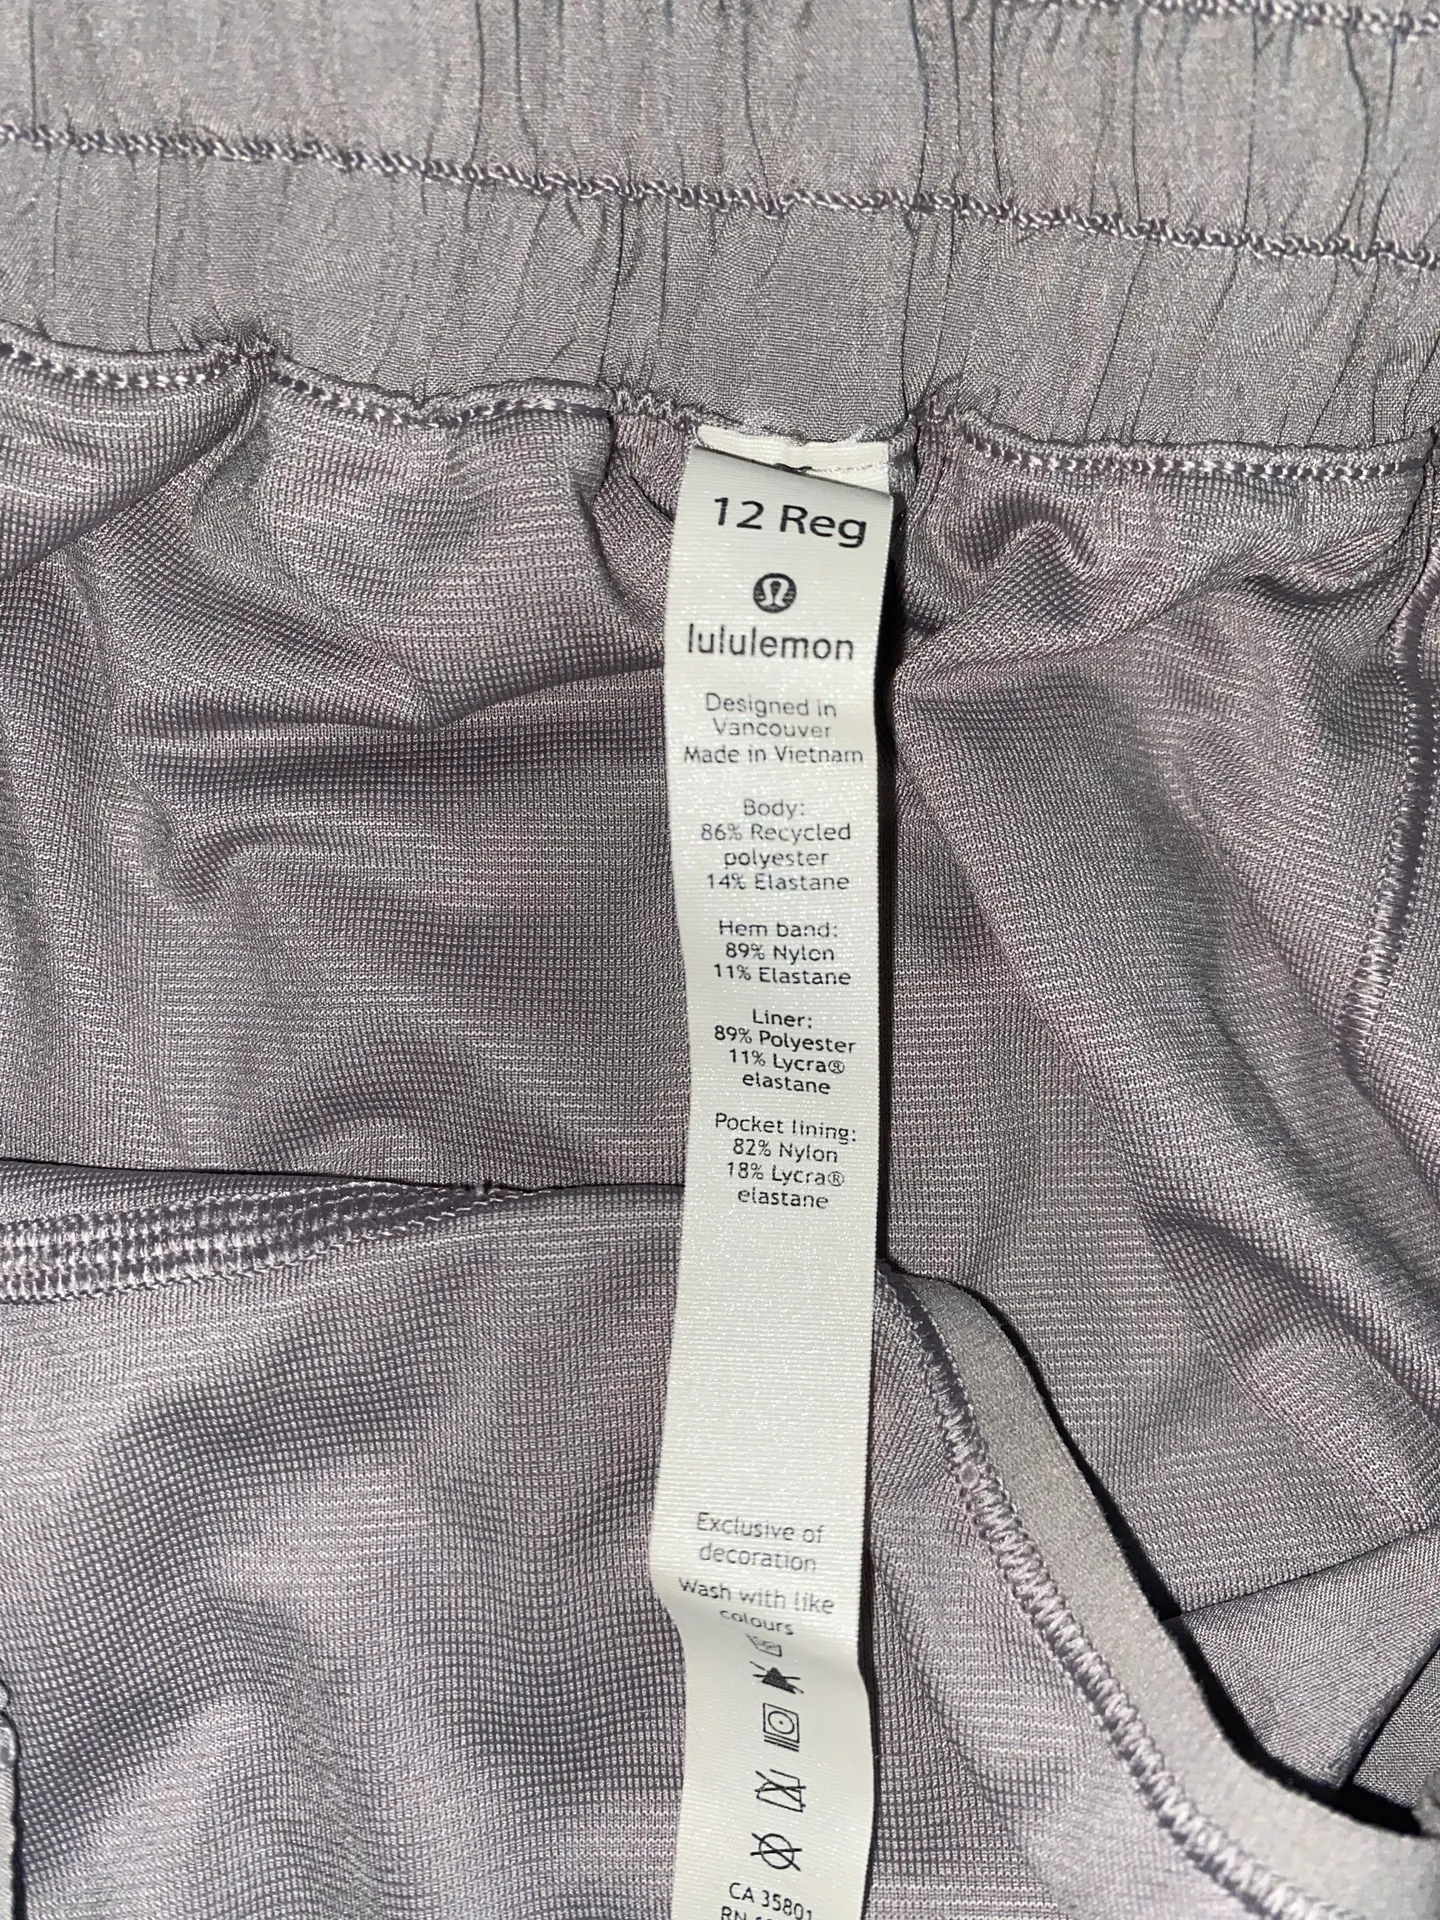 12 Reg
lululemon
Designed in
Vancouver
Made in Vietnam
Body:
86% Recycled
polyester
14% Elastane
Hem band:
89% Nylon
11% Elastane
Liner:
89% Polyester
11% Lycra®
elastane
Pocket lining:
82% Nylon
18% Lycra®
elastane
Exclusive of
decoration
Wash with like
colours
CA 35801
RN